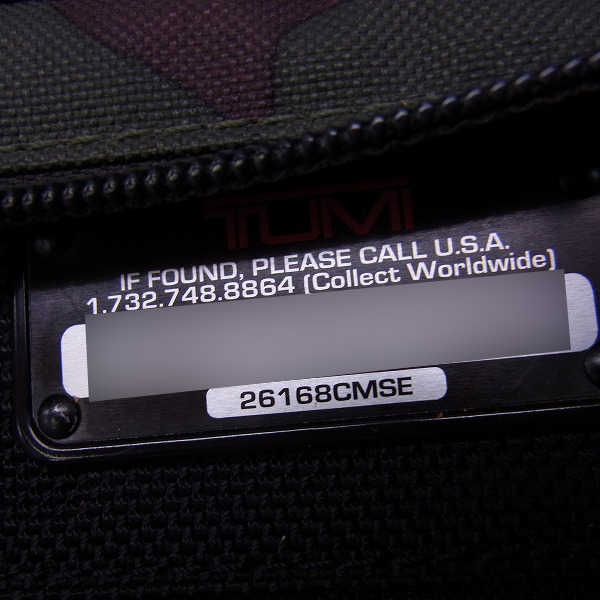 TUMI
IF FOUND, PLEASE CALL U.S.A.
1.732.748.8864 (Collect Worldwide)
26168CMSE